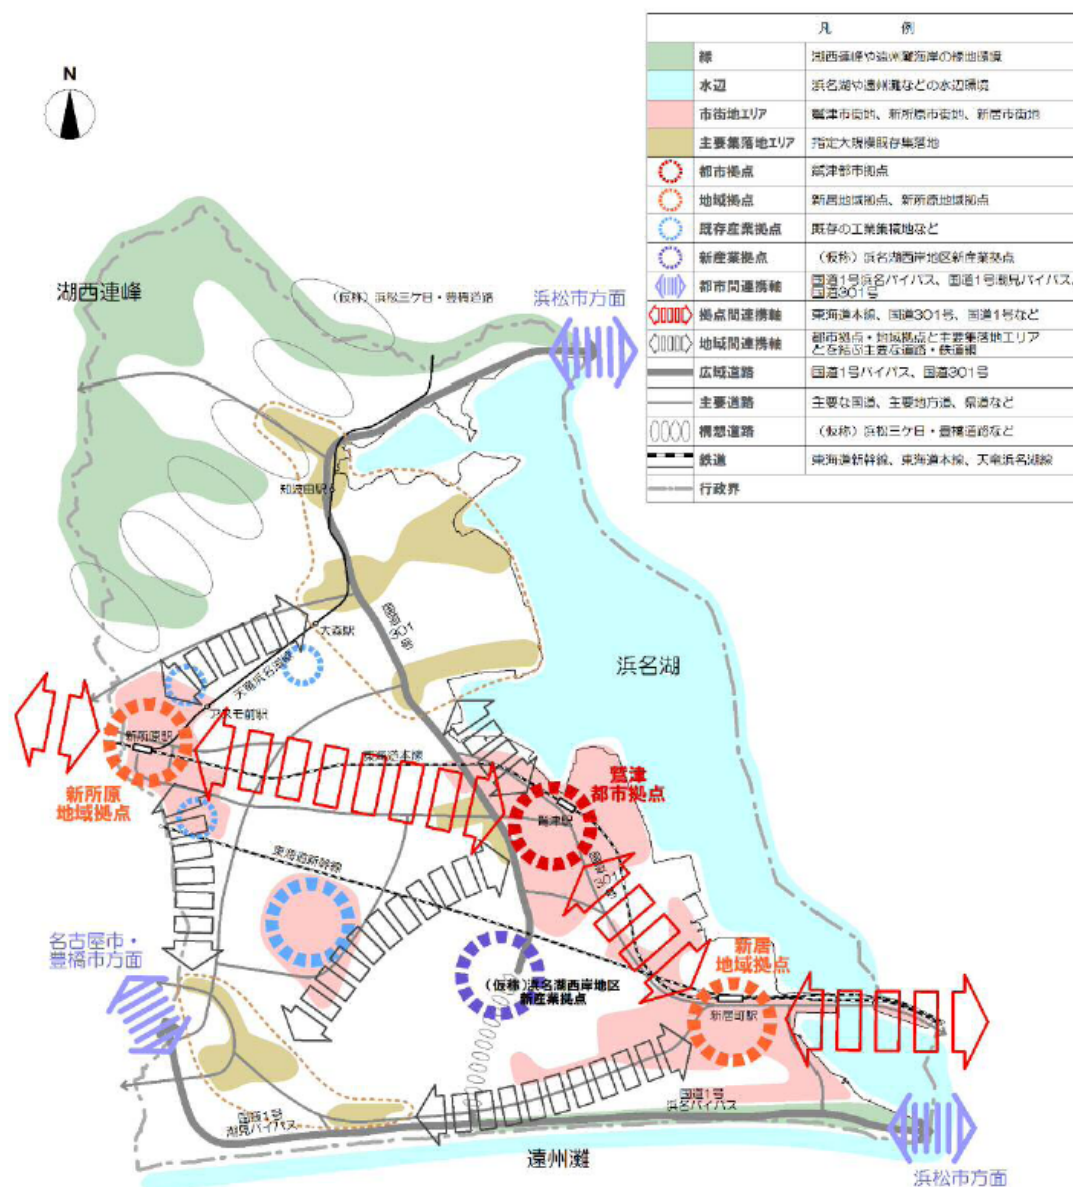 凡　例
緑　湖西連峰や遠州灘海岸の緑地環境
水辺　浜名湖や遠州灘などの水辺環境
市街地エリア　鷲津市街地、新所原市街地、新居市街地
主要集落地エリア　指定大規模既存集落地
都市拠点　鷲津都市拠点
地域拠点　新居地域拠点、新所原地域拠点
既存産業拠点　既存の工業集積地など
新産業拠点　（仮称）浜名湖西岸地区新産業拠点
都市間連携軸　国道1号浜名バイパス、国道1号潮見バイパス、
国道301号
拠点間連携軸　東海道本線、国道301号、国道1号など
地域間連携軸　都市拠点・地域拠点と主要集落地エリア
とを結ぶ主要な道路・鉄道網
広域道路　国道1号バイパス、国道301号
主要道路　主要な国道、主要地方道、県道など
構想道路　（仮称）浜松三ケ日・豊橋道路など
鉄道　東海道新幹線、東海道本線、天竜浜名湖線
行政界
N
湖西連峰
（仮称）浜松三ケ日・豊橋道路
浜松市方面
知波田駅
国道301号
大森駅
天竜浜名湖線
アスモ前駅
浜名湖
新所原駅
新所原
地域拠点
東海道本線
鷲津
都市拠点
鷲津駅
国道301号
東海道新幹線
名古屋市・
豊橋市方面
（仮称）浜名湖西岸地区
新産業拠点
新居
地域拠点
新居町駅
国道1号
浜名バイパス
国道1号
潮見バイパス
遠州灘
浜松市方面